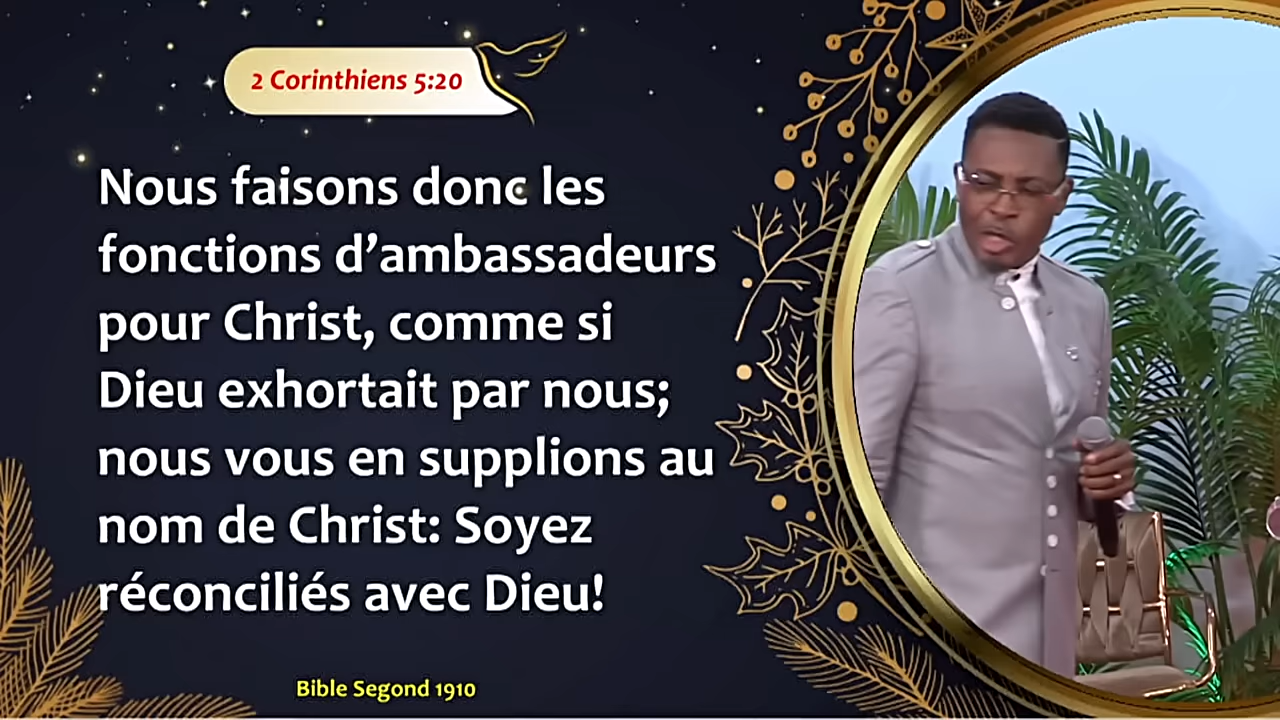 2 Corinthiens 5:20
Nous faisons donc les
fonctions d’ambassadeurs
pour Christ, comme si
Dieu exhortait par nous;
nous vous en supplions au
nom de Christ: Soyez
réconciliés avec Dieu!
Bible Segond 1910